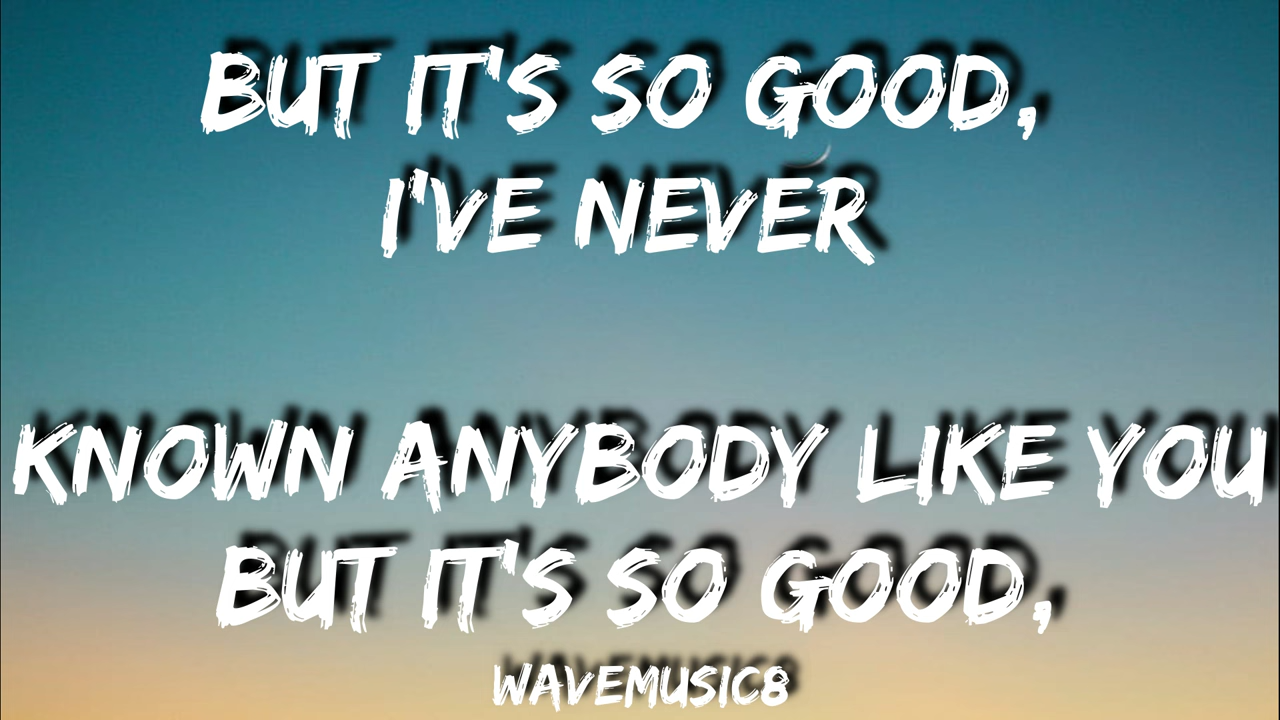 BUT IT'S SO GOOD,
I'VE NEVER
KNOWN ANYBODY LIKE YOU
BUT IT'S SO GOOD,
WAVEMUSIC8